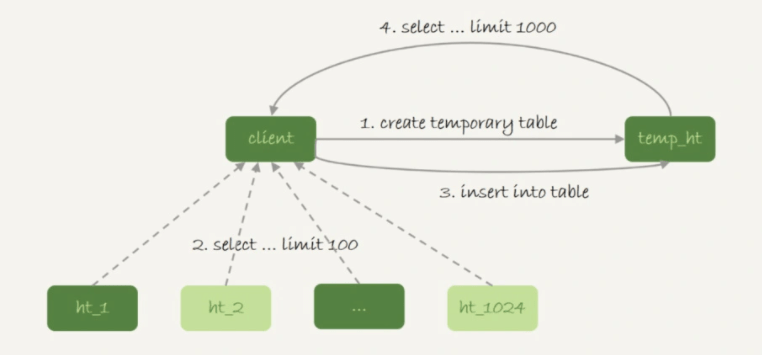 4. select ... limit 1000
client
1. create temporary table
temp_ht
3. insert into table
2. select ... limit 100
ht_1
ht_2
...
ht_1024